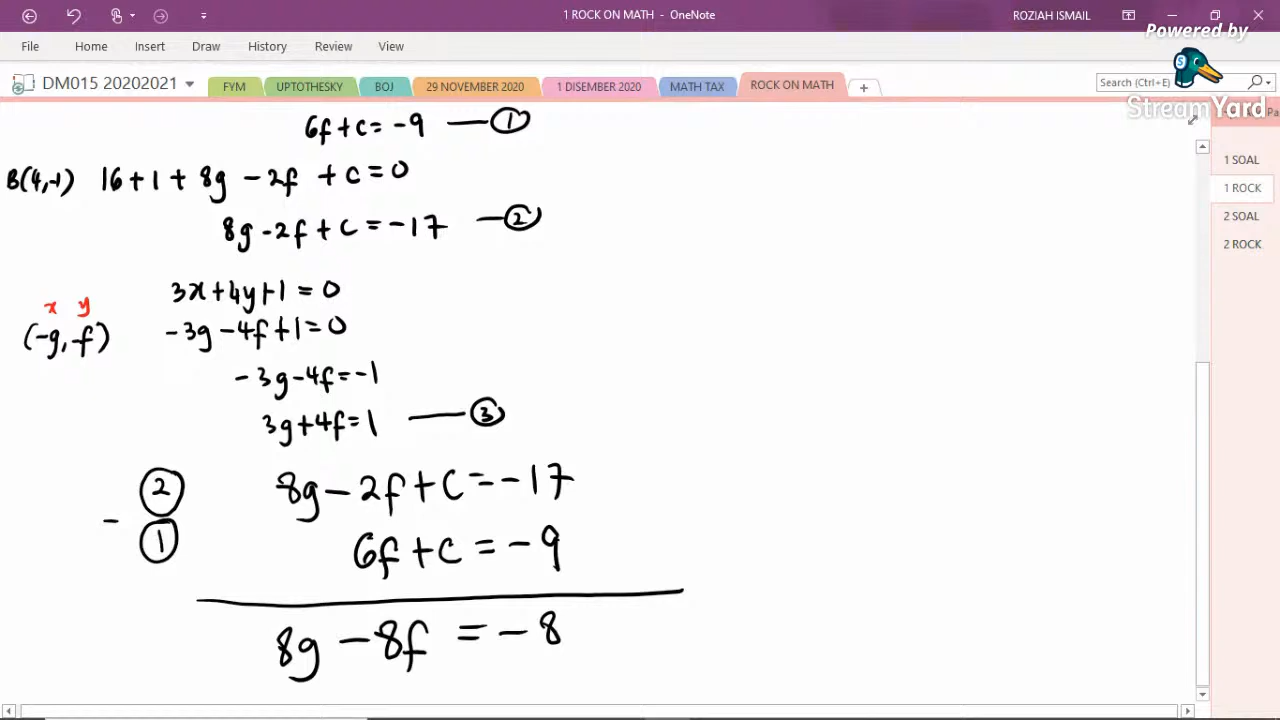 1 ROCK ON MATH - OneNote
ROZIAH ISMAIL
Powered by
StreamYard
File Home Insert Draw History Review View
DM015 20202021
FYM UPTOTHESKY BOJ 29 NOVEMBER 2020 1 DISEMBER 2020 MATH TAX ROCK ON MATH +
Search (Ctrl+E)
Pa
1 SOAL
1 ROCK
2 SOAL
2 ROCK
6f + c = -9 — ①
B(4,-1) 16 + 1 + 8g - 2f + c = 0
8g - 2f + c = -17 — ②
3x + 4y + 1 = 0
x y
(-g, -f) -3g - 4f + 1 = 0
-3g - 4f = -1
3g + 4f = 1 — ③
② 8g - 2f + c = -17
-
① 6f + c = -9
8g - 8f = -8